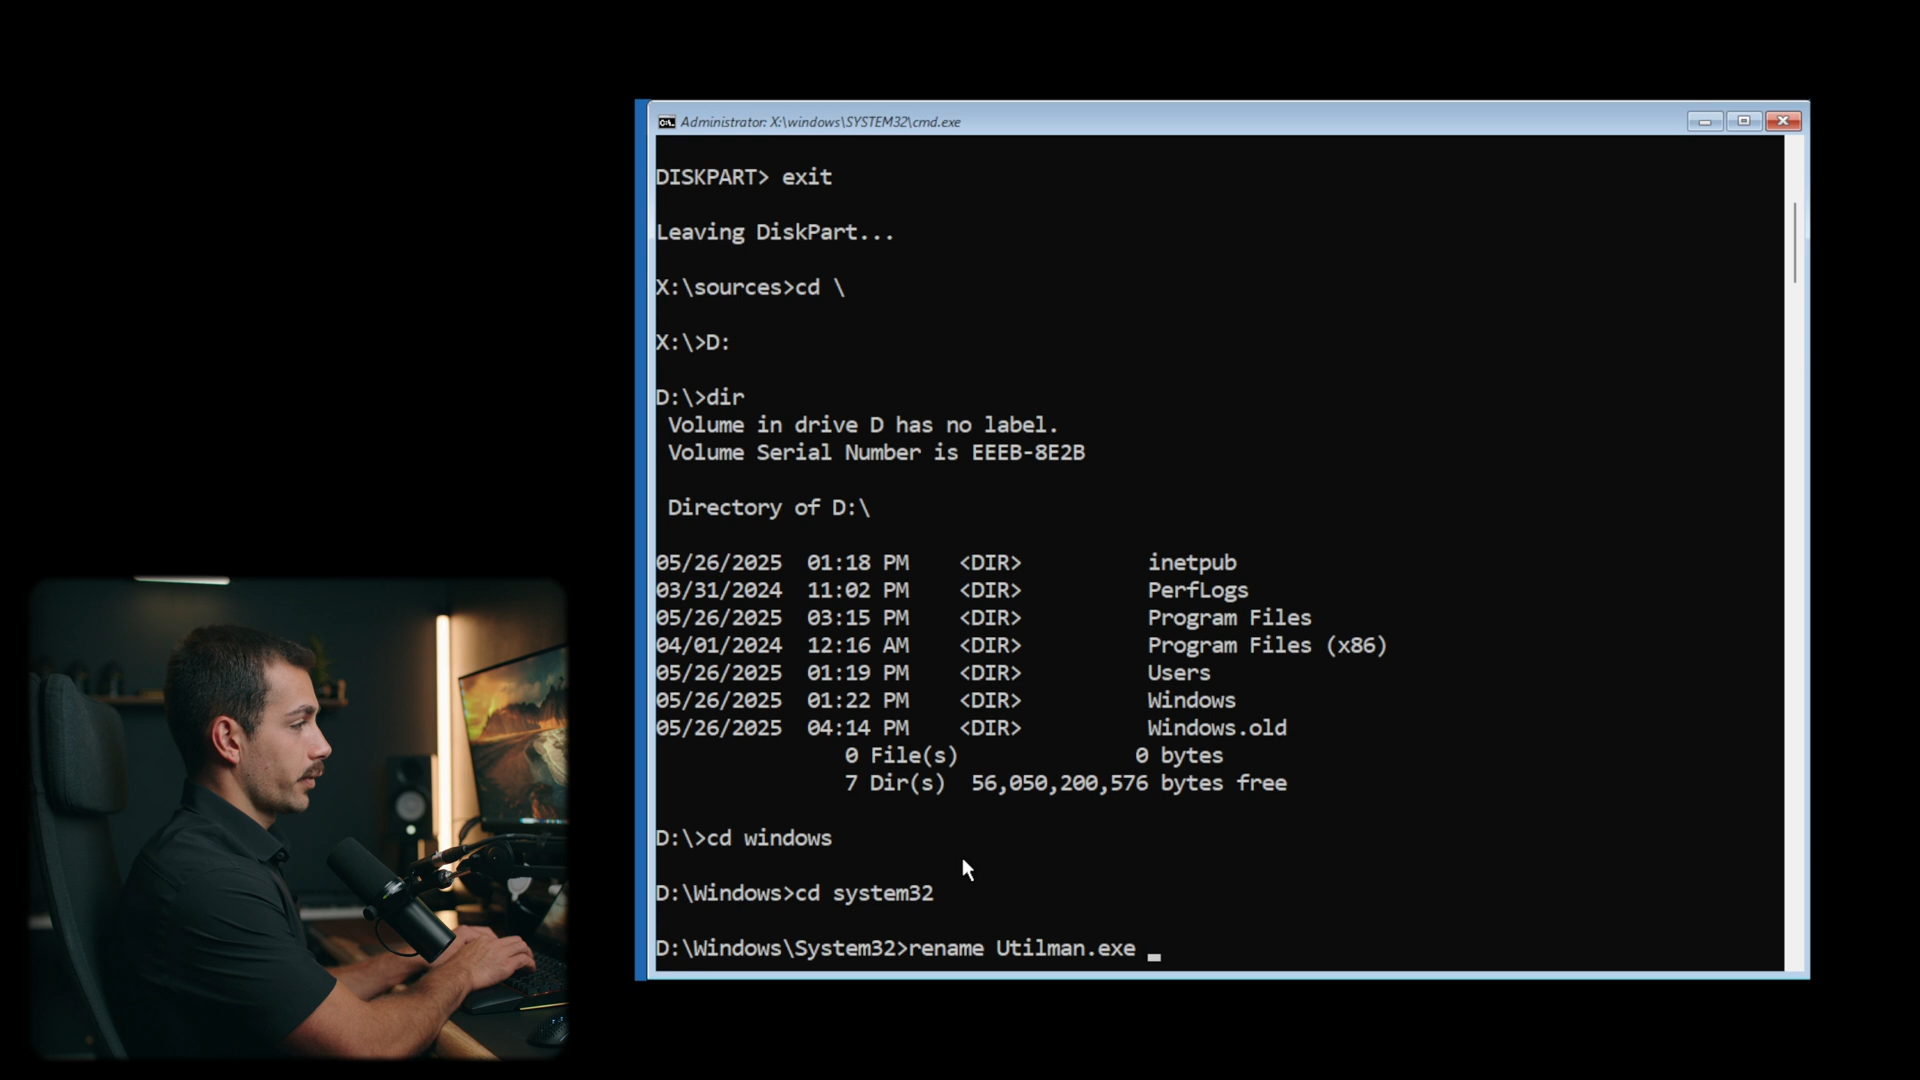 Administrator: X:\windows\SYSTEM32\cmd.exe
DISKPART> exit
Leaving DiskPart...
X:\sources>cd \
X:\>D:
D:\>dir
Volume in drive D has no label.
Volume Serial Number is EEEB-8E2B
Directory of D:\
05/26/2025 01:18 PM <DIR> inetpub
03/31/2024 11:02 PM <DIR> PerfLogs
05/26/2025 03:15 PM <DIR> Program Files
04/01/2024 12:16 AM <DIR> Program Files (x86)
05/26/2025 01:19 PM <DIR> Users
05/26/2025 01:22 PM <DIR> Windows
05/26/2025 04:14 PM <DIR> Windows.old
0 File(s) 0 bytes
7 Dir(s) 56,050,200,576 bytes free
D:\>cd windows
D:\Windows>cd system32
D:\Windows\System32>rename Utilman.exe